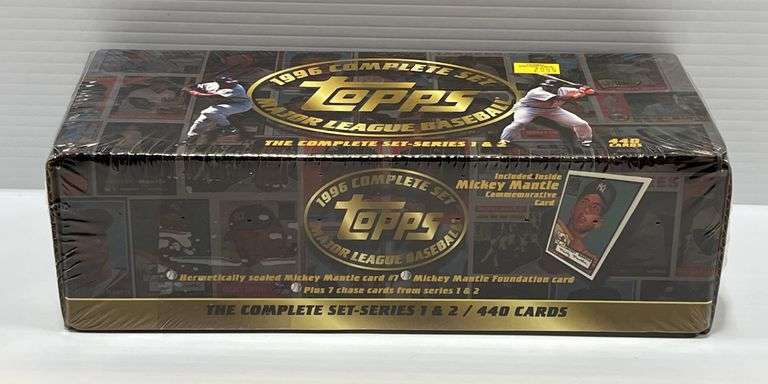 1996 COMPLETE SET
Topps
MAJOR LEAGUE BASEBALL
THE COMPLETE SET-SERIES 1 & 2
440
CARDS
Included Inside
Mickey Mantle
Commemorative
Card
1996 COMPLETE SET
Topps
MAJOR LEAGUE BASEBALL
Hermetically sealed Mickey Mantle card #7 Mickey Mantle Foundation card
Plus 7 chase cards from series 1 & 2
THE COMPLETE SET-SERIES 1 & 2 / 440 CARDS